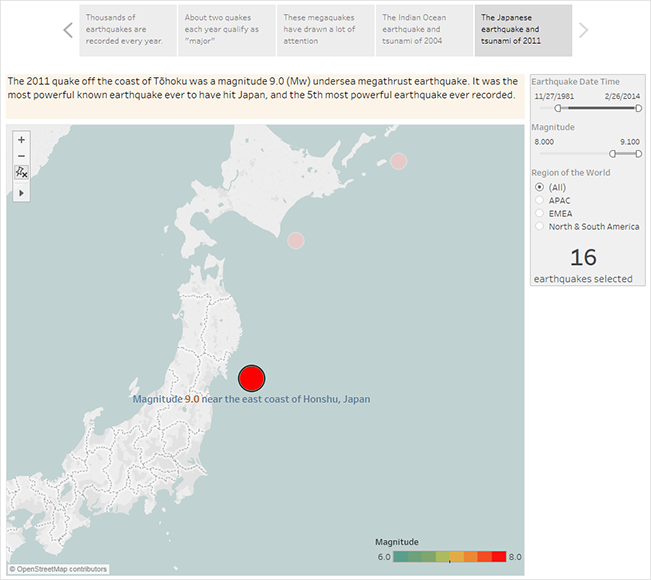 Thousands of
earthquakes are
recorded every year.
About two quakes
each year qualify as
"major"
These megaquakes
have drawn a lot of
attention
The Indian Ocean
earthquake and
tsunami of 2004
The Japanese
earthquake and
tsunami of 2011
The 2011 quake off the coast of Tōhoku was a magnitude 9.0 (Mw) undersea megathrust earthquake. It was the
most powerful known earthquake ever to have hit Japan, and the 5th most powerful earthquake ever recorded.
Earthquake Date Time
11/27/1981 2/26/2014
Magnitude
8.000 9.100
Region of the World
(All)
APAC
EMEA
North & South America
16
earthquakes selected
Magnitude 9.0 near the east coast of Honshu, Japan
Magnitude
6.0 8.0
© OpenStreetMap contributors